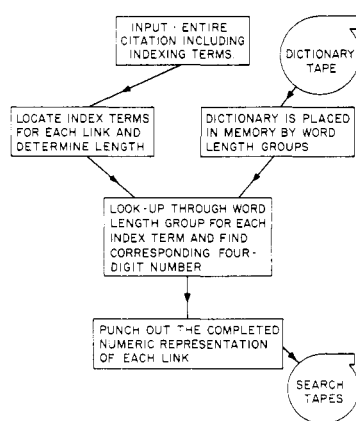 INPUT - ENTIRE
CITATION INCLUDING
INDEXING TERMS.
DICTIONARY
TAPE
LOCATE INDEX TERMS
FOR EACH LINK AND
DETERMINE LENGTH
DICTIONARY IS PLACED
IN MEMORY BY WORD
LENGTH GROUPS
LOOK-UP THROUGH WORD
LENGTH GROUP FOR EACH
INDEX TERM AND FIND
CORRESPONDING FOUR-
DIGIT NUMBER
PUNCH OUT THE COMPLETED
NUMERIC REPRESENTATION
OF EACH LINK
SEARCH
TAPES